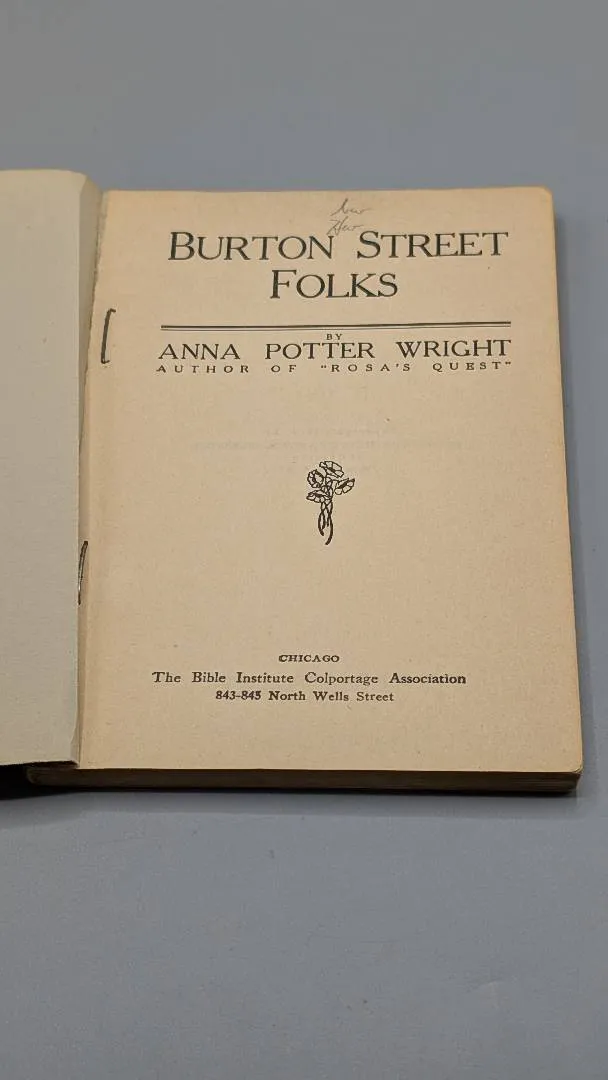 BURTON STREET
FOLKS
BY
ANNA POTTER WRIGHT
AUTHOR OF "ROSA'S QUEST"
CHICAGO
The Bible Institute Colportage Association
843-845 North Wells Street